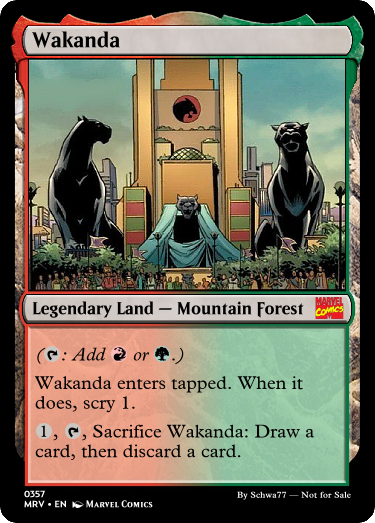 Wakanda
Legendary Land — Mountain Forest
MARVEL
COMICS
(: Add or .)
Wakanda enters tapped. When it
does, scry 1.
1, , Sacrifice Wakanda: Draw a
card, then discard a card.
0357
MRV • EN Marvel Comics
By Schwa77 — Not for Sale